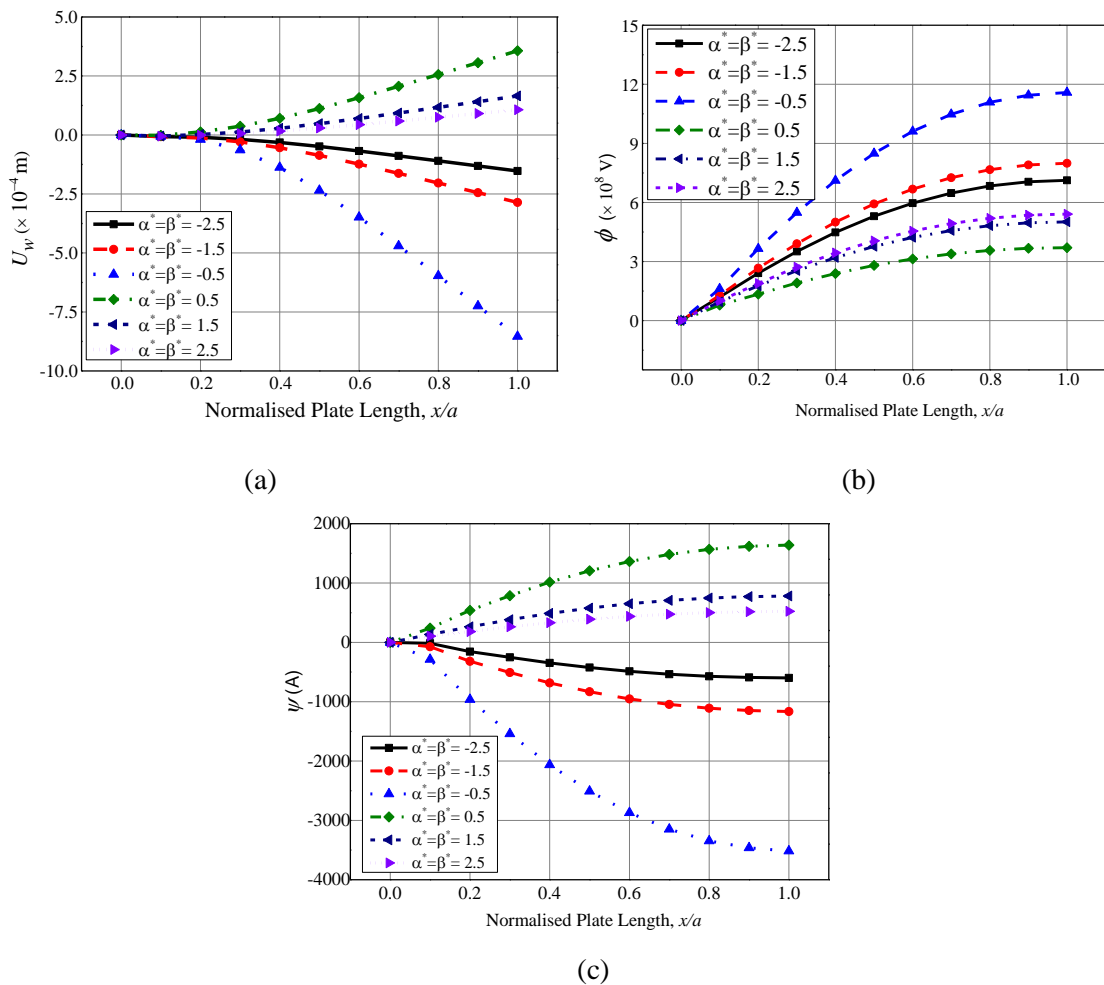 5.0
2.5
0.0
-2.5
-5.0
-7.5
-10.0
U_w (× 10⁻⁴ m)
α*=β*= -2.5
α*=β*= -1.5
α*=β*= -0.5
α*=β*= 0.5
α*=β*= 1.5
α*=β*= 2.5
0.0 0.2 0.4 0.6 0.8 1.0
Normalised Plate Length, x/a
(a)
15
12
9
6
3
0
ϕ (× 10⁸ V)
α*=β*= -2.5
α*=β*= -1.5
α*=β*= -0.5
α*=β*= 0.5
α*=β*= 1.5
α*=β*= 2.5
0.0 0.2 0.4 0.6 0.8 1.0
Normalised Plate Length, x/a
(b)
2000
1000
0
-1000
-2000
-3000
-4000
ψ (A)
α*=β*= -2.5
α*=β*= -1.5
α*=β*= -0.5
α*=β*= 0.5
α*=β*= 1.5
α*=β*= 2.5
0.0 0.2 0.4 0.6 0.8 1.0
Normalised Plate Length, x/a
(c)